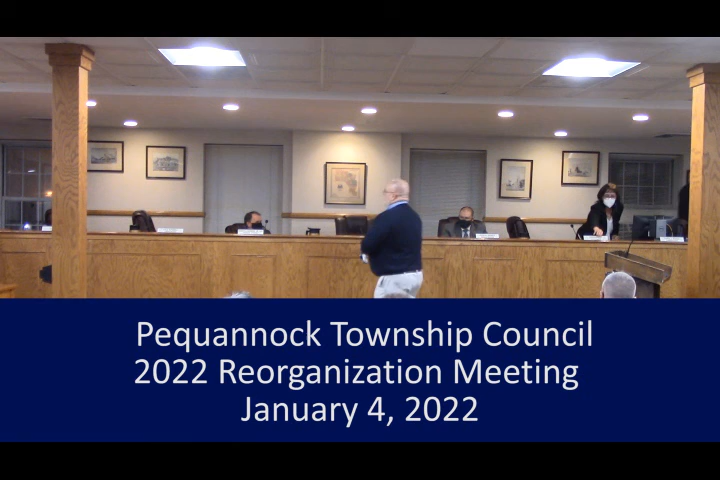 Pequannock Township Council
2022 Reorganization Meeting
January 4, 2022